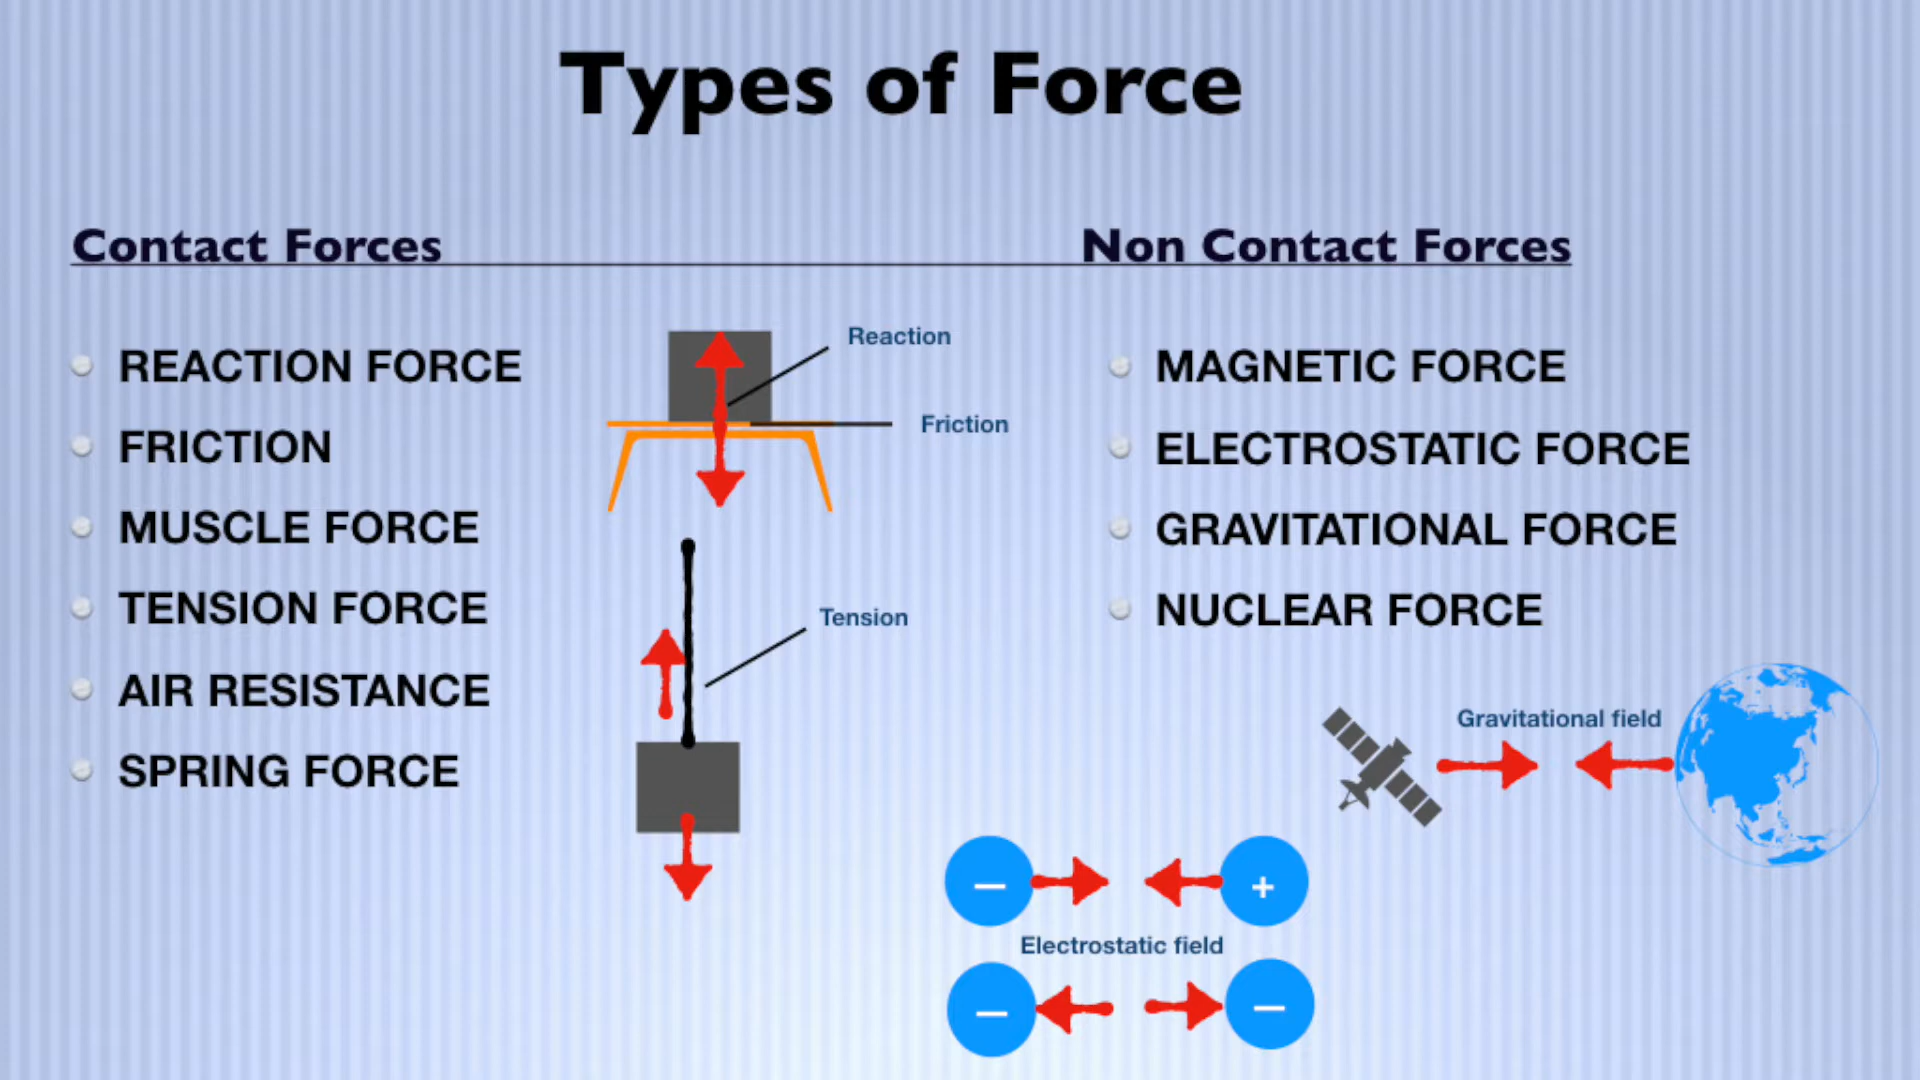 Types of Force
Contact Forces
REACTION FORCE
FRICTION
MUSCLE FORCE
TENSION FORCE
AIR RESISTANCE
SPRING FORCE
Reaction
Friction
Tension
Non Contact Forces
MAGNETIC FORCE
ELECTROSTATIC FORCE
GRAVITATIONAL FORCE
NUCLEAR FORCE
Gravitational field
– +
Electrostatic field
– –